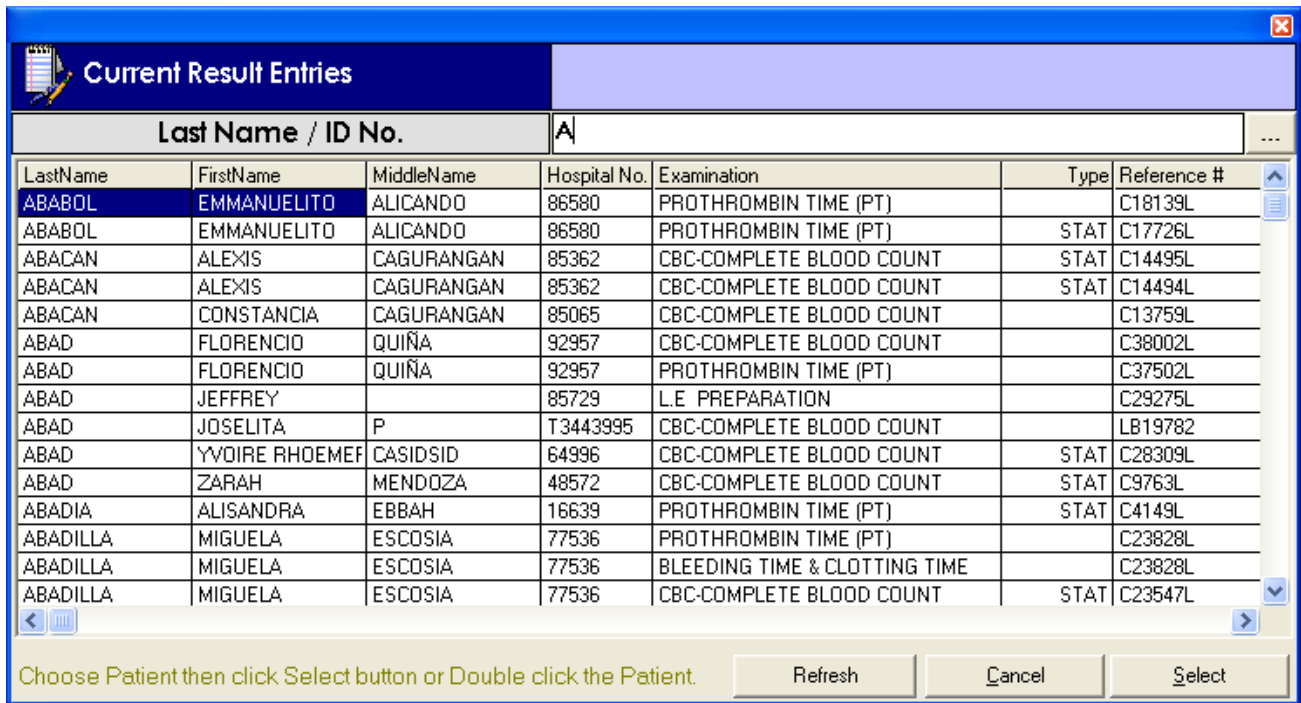 Current Result Entries
Last Name / ID No. A ...
LastName FirstName MiddleName Hospital No. Examination Type Reference #
ABABOL EMMANUELITO ALICANDO 86580 PROTHROMBIN TIME (PT) C18139L
ABABOL EMMANUELITO ALICANDO 86580 PROTHROMBIN TIME (PT) STAT C17726L
ABACAN ALEXIS CAGURANGAN 85362 CBC-COMPLETE BLOOD COUNT STAT C14495L
ABACAN ALEXIS CAGURANGAN 85362 CBC-COMPLETE BLOOD COUNT STAT C14494L
ABACAN CONSTANCIA CAGURANGAN 85065 CBC-COMPLETE BLOOD COUNT C13759L
ABAD FLORENCIO QUIÑA 92957 CBC-COMPLETE BLOOD COUNT C38002L
ABAD FLORENCIO QUIÑA 92957 PROTHROMBIN TIME (PT) C37502L
ABAD JEFFREY 85729 L.E PREPARATION C29275L
ABAD JOSELITA P T3443995 CBC-COMPLETE BLOOD COUNT LB19782
ABAD YVOIRE RHOEMEF CASIDSID 64996 CBC-COMPLETE BLOOD COUNT STAT C28309L
ABAD ZARAH MENDOZA 48572 CBC-COMPLETE BLOOD COUNT STAT C9763L
ABADIA ALISANDRA EBBAH 16639 PROTHROMBIN TIME (PT) STAT C4149L
ABADILLA MIGUELA ESCOSIA 77536 PROTHROMBIN TIME (PT) C23828L
ABADILLA MIGUELA ESCOSIA 77536 BLEEDING TIME & CLOTTING TIME C23828L
ABADILLA MIGUELA ESCOSIA 77536 CBC-COMPLETE BLOOD COUNT STAT C23547L
Choose Patient then click Select button or Double click the Patient. Refresh Cancel Select